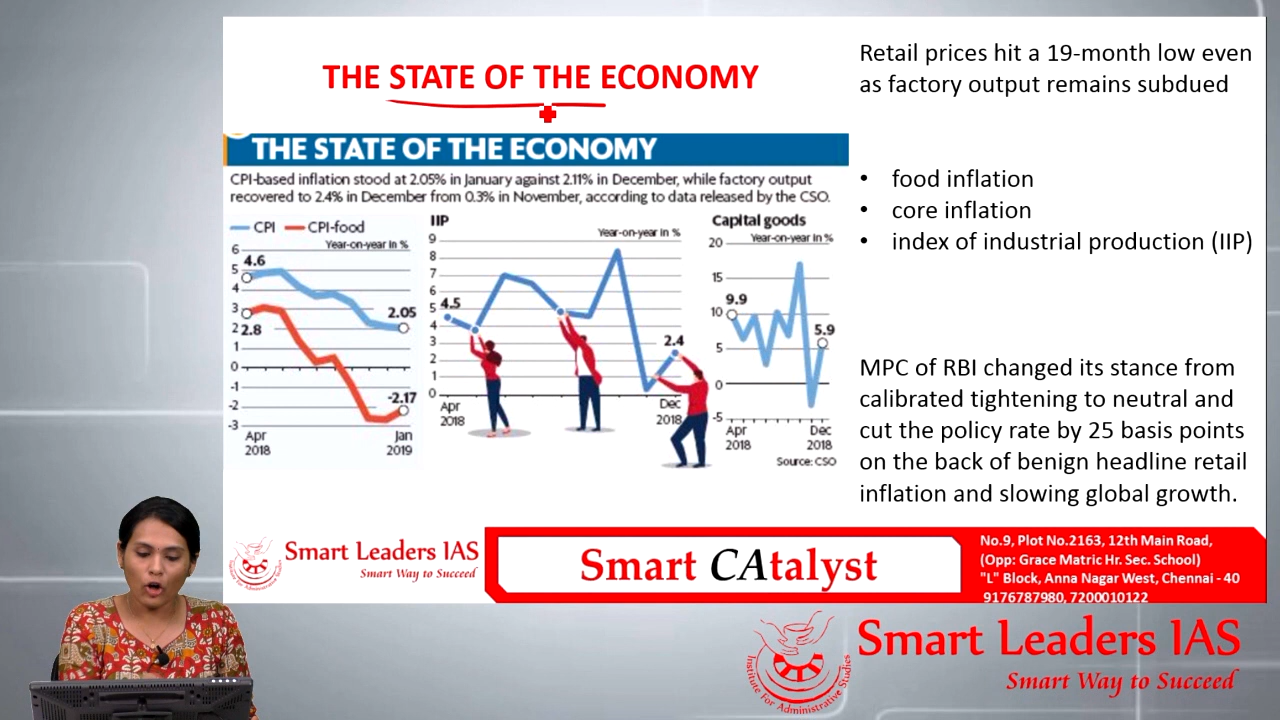 THE STATE OF THE ECONOMY
Retail prices hit a 19-month low even
as factory output remains subdued
• food inflation
• core inflation
• index of industrial production (IIP)
MPC of RBI changed its stance from
calibrated tightening to neutral and
cut the policy rate by 25 basis points
on the back of benign headline retail
inflation and slowing global growth.
THE STATE OF THE ECONOMY
CPI-based inflation stood at 2.05% in January against 2.11% in December, while factory output
recovered to 2.4% in December from 0.3% in November, according to data released by the CSO.
CPI CPI-food
Year-on-year in %
6
5
4
3
2
1
0
-1
-2
-3
4.6
2.8
2.05
-2.17
Apr
2018
Jan
2019
IIP
Year-on-year in %
9
8
7
6
5
4
3
2
1
0
4.5
2.4
Apr
2018
Dec
2018
Capital goods
Year-on-year in %
20
15
10
5
0
-5
9.9
5.9
Apr
2018
Dec
2018
Source: CSO
Smart Leaders IAS
Smart Way to Succeed
Smart CAtalyst
No.9, Plot No.2163, 12th Main Road,
(Opp: Grace Matric Hr. Sec. School)
"L" Block, Anna Nagar West, Chennai - 40
9176787980, 7200010122
Institute For Administrative Studies
Smart Leaders IAS
Smart Way to Succeed